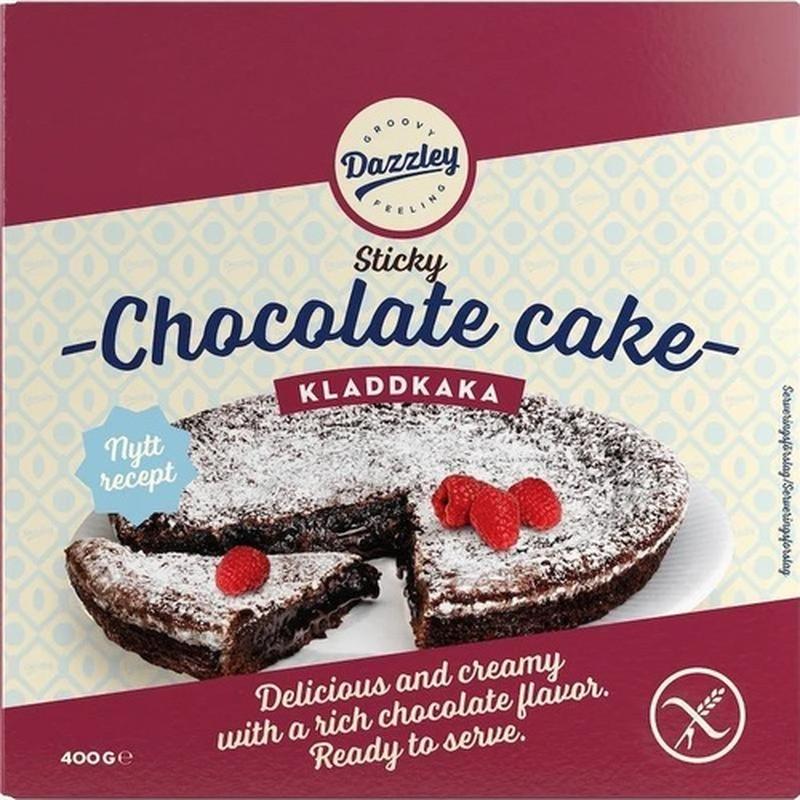 GROOVY
Dazzley
FEELING
Sticky
-Chocolate cake-
KLADDKAKA
Nytt
recept
Serveringsförslag/Serveringsforslag
Delicious and creamy
with a rich chocolate flavor.
Ready to serve.
400 G e